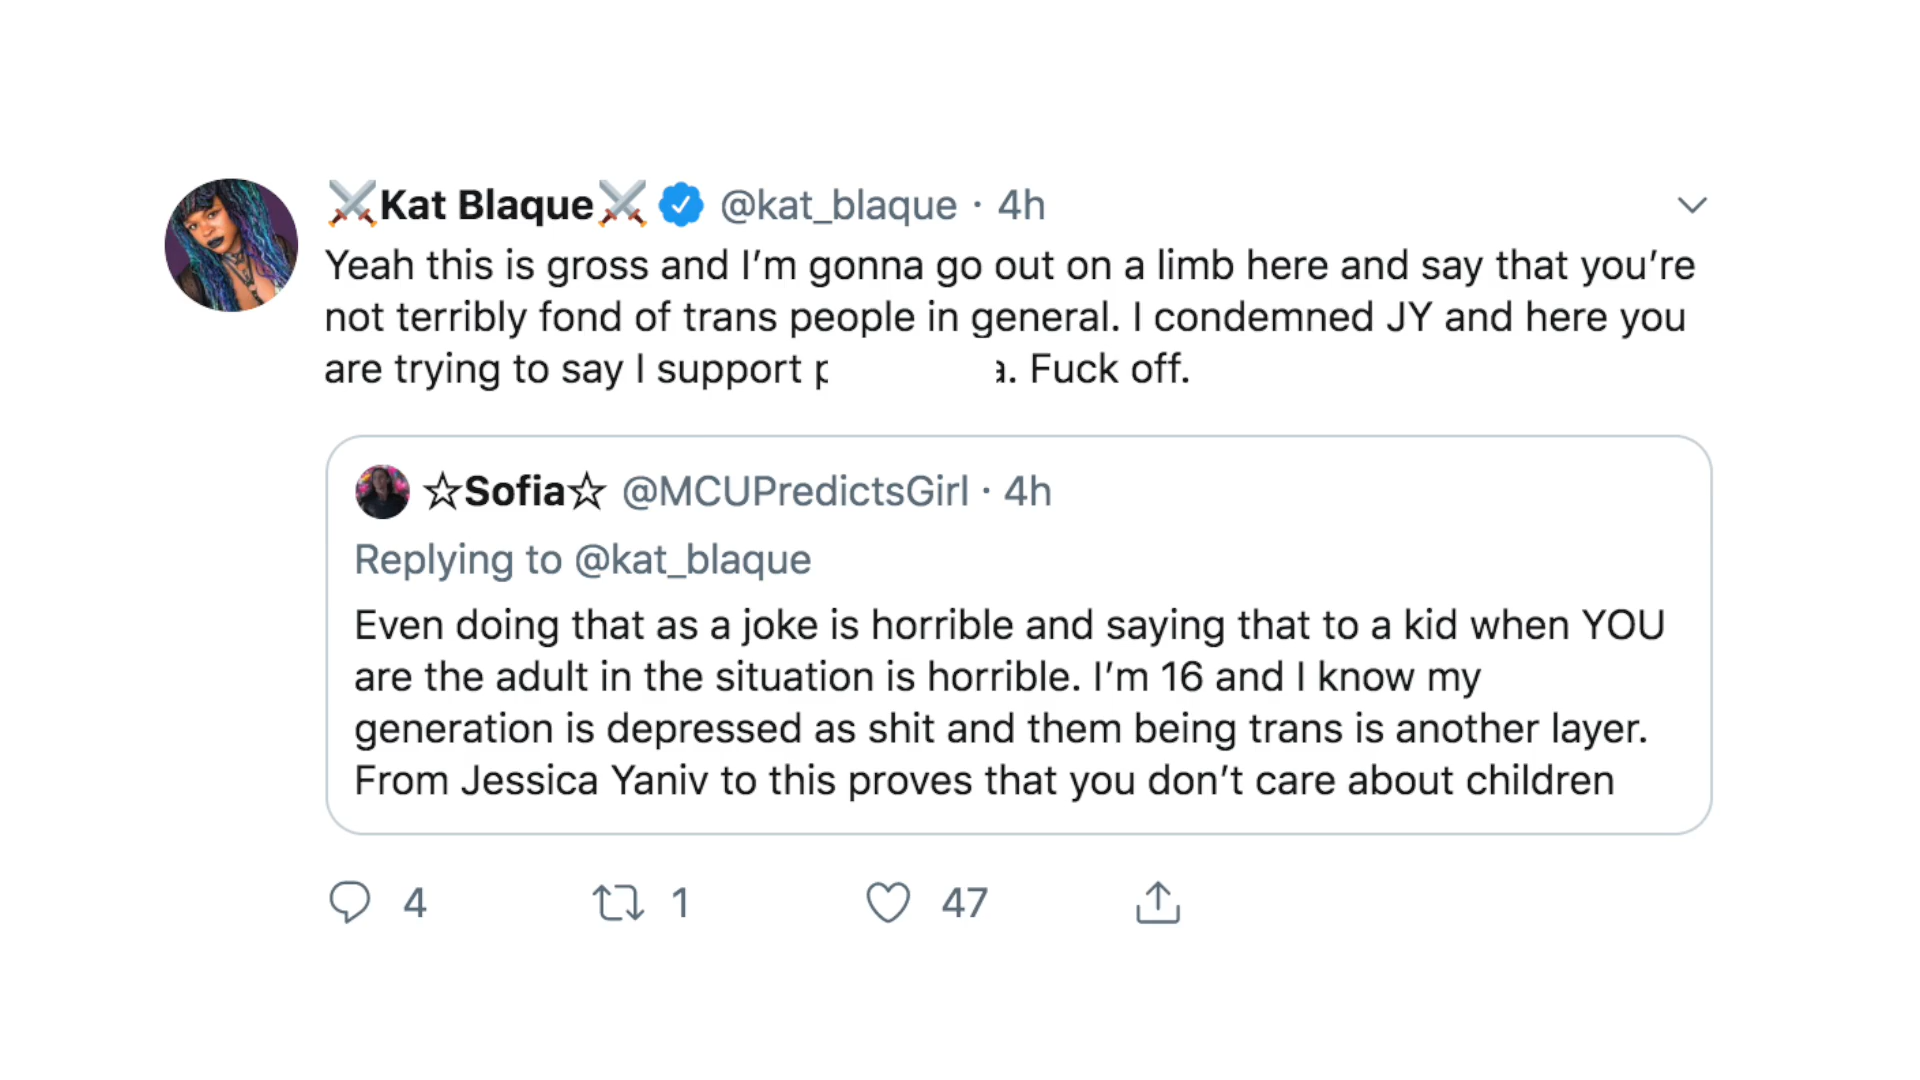 ⚔️Kat Blaque⚔️ @kat_blaque · 4h
Yeah this is gross and I’m gonna go out on a limb here and say that you’re
not terribly fond of trans people in general. I condemned JY and here you
are trying to say I support p a. Fuck off.
☆Sofia☆ @MCUPredictsGirl · 4h
Replying to @kat_blaque
Even doing that as a joke is horrible and saying that to a kid when YOU
are the adult in the situation is horrible. I’m 16 and I know my
generation is depressed as shit and them being trans is another layer.
From Jessica Yaniv to this proves that you don’t care about children
4 1 47